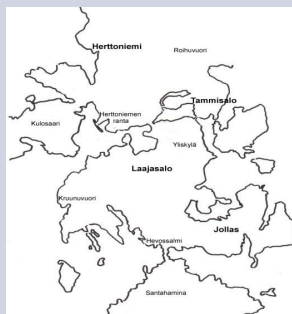 Herttoniemi
Roihuvuori
Tammisalo
Herttoniemen
ranta
Kulosaari
Yliskylä
Laajasalo
Kruunuvuori
Jollas
Hevossalmi
Santahamina